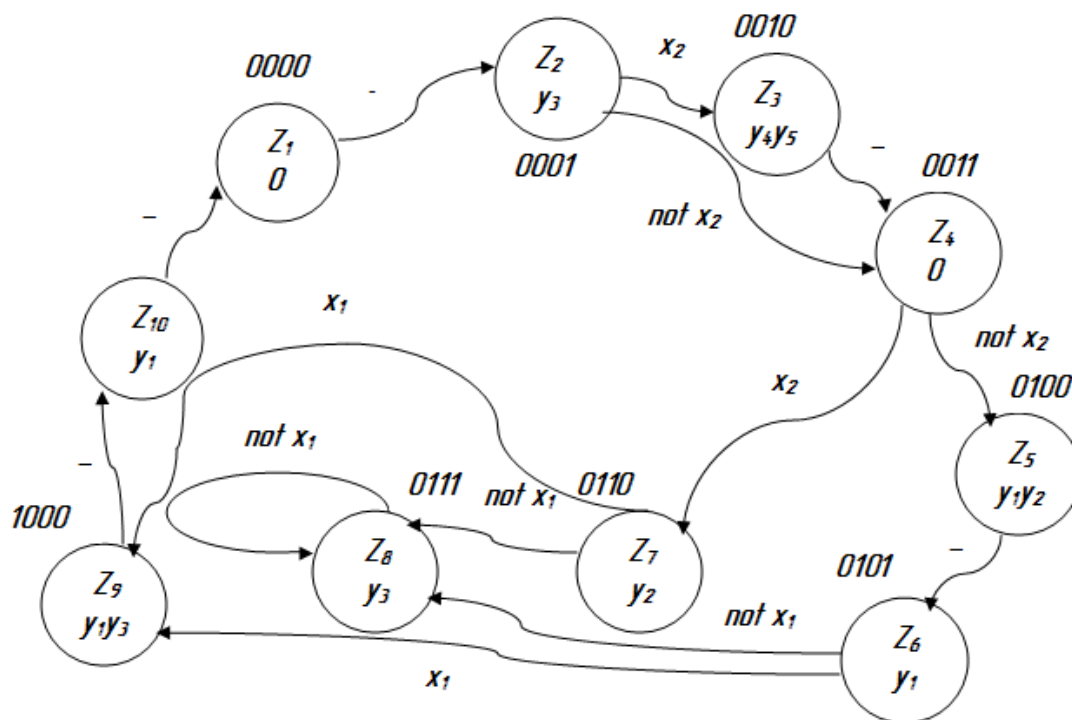 0000
Z₁
0
-
Z₂
y₃
0001
x₂
0010
Z₃
y₄y₅
–
0011
not x₂
Z₄
0
not x₂
0100
x₂
Z₅
y₁y₂
–
0101
Z₆
y₁
not x₁
x₁
0110
Z₇
y₂
not x₁
x₁
0111
Z₈
y₃
not x₁
1000
Z₉
y₁y₃
–
Z₁₀
y₁
–